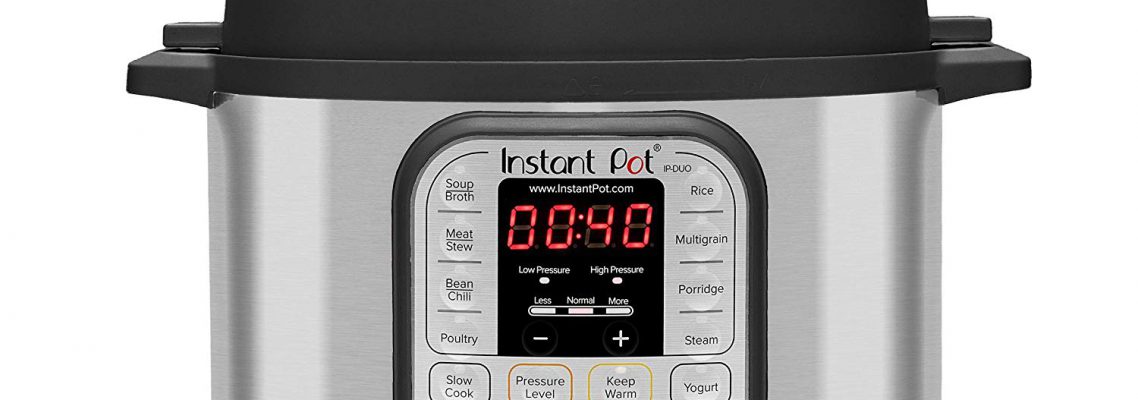 Instant Pot® IP-DUO
www.InstantPot.com
00:40
Low Pressure High Pressure
Less Normal More
− +
Soup
Broth
Meat
Stew
Bean
Chili
Poultry
Slow
Cook
Pressure
Level
Keep
Warm
Rice
Multigrain
Porridge
Steam
Yogurt